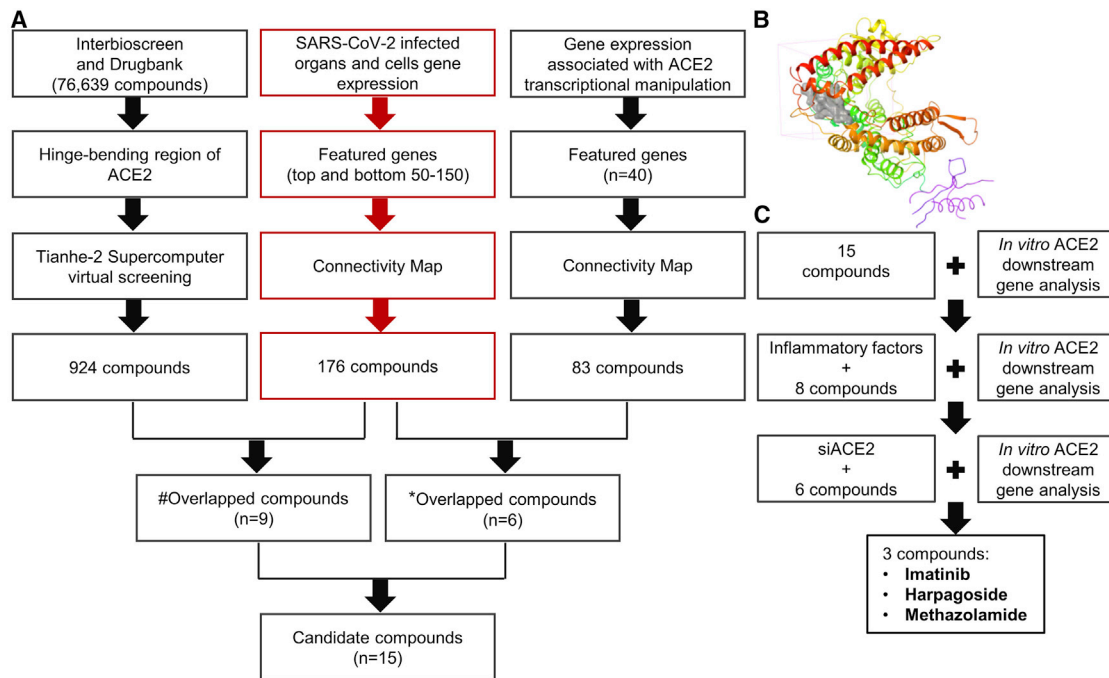 A
Interbioscreen
and Drugbank
(76,639 compounds)
SARS-CoV-2 infected
organs and cells gene
expression
Gene expression
associated with ACE2
transcriptional manipulation
Hinge-bending region of
ACE2
Featured genes
(top and bottom 50-150)
Featured genes
(n=40)
Tianhe-2 Supercomputer
virtual screening
Connectivity Map
Connectivity Map
924 compounds
176 compounds
83 compounds
#Overlapped compounds
(n=9)
*Overlapped compounds
(n=6)
Candidate compounds
(n=15)
B
C
15
compounds
In vitro ACE2
downstream
gene analysis
Inflammatory factors
+
8 compounds
In vitro ACE2
downstream
gene analysis
siACE2
+
6 compounds
In vitro ACE2
downstream
gene analysis
3 compounds:
• Imatinib
• Harpagoside
• Methazolamide